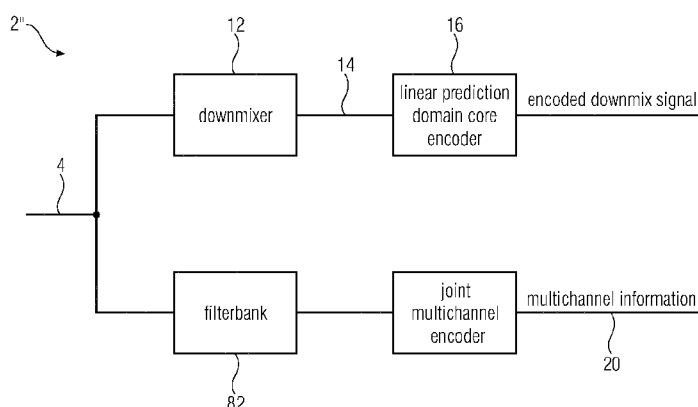 2"
12
16
14
downmixer
linear prediction
domain core
encoder
encoded downmix signal
4
filterbank
joint
multichannel
encoder
multichannel information
20
82